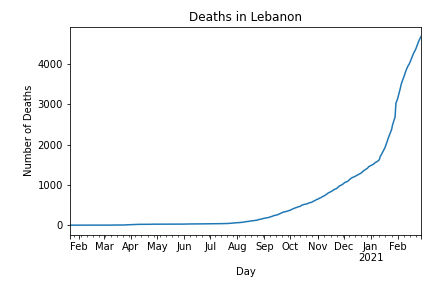 Deaths in Lebanon
Number of Deaths
4000
3000
2000
1000
0
Feb Mar Apr May Jun Jul Aug Sep Oct Nov Dec Jan Feb
2021
Day